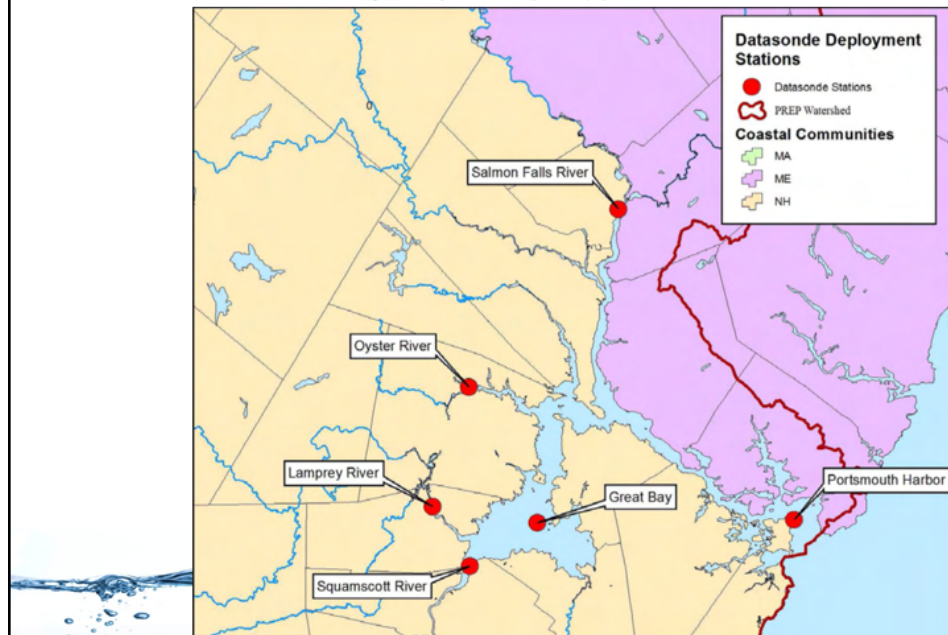 Datasonde Deployment
Stations
Datasonde Stations
PREP Watershed
Coastal Communities
MA
ME
NH
Salmon Falls River
Oyster River
Lamprey River
Great Bay
Portsmouth Harbor
Squamscott River